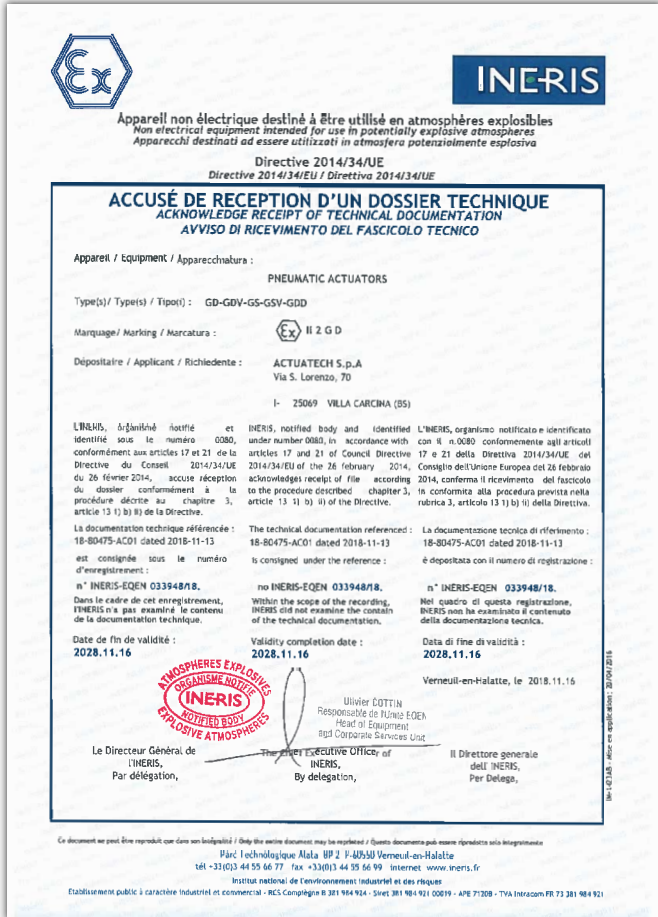 Ex
INERIS
Appareil non électrique destiné à être utilisé en atmosphères explosibles
Non electrical equipment intended for use in potentially explosive atmospheres
Apparecchi destinati ad essere utilizzati in atmosfera potenzialmente esplosiva
Directive 2014/34/UE
Directive 2014/34/EU / Direttiva 2014/34/UE
ACCUSÉ DE RECEPTION D'UN DOSSIER TECHNIQUE
ACKNOWLEDGE RECEIPT OF TECHNICAL DOCUMENTATION
AVVISO DI RICEVIMENTO DEL FASCICOLO TECNICO
Appareil / Equipment / Apparecchiatura :
PNEUMATIC ACTUATORS
Type(s)/ Type(s) / Tipo(i) : GD-GDV-GS-GSV-GDD
Marquage/ Marking / Marcatura :
Ex II 2 G D
Dépositaire / Applicant / Richiedente :
ACTUATECH S.p.A
Via S. Lorenzo, 70
I- 25069 VILLA CARCINA (BS)
L'INERIS, organisme notifié et
identifié sous le numéro 0080,
conformément aux articles 17 et 21 de la
Directive du Conseil 2014/34/UE
du 26 février 2014, accuse réception
du dossier conformément à la
procédure décrite au chapitre 3,
article 13 1) b) ii) de la Directive.
La documentation technique référencée :
18-80475-AC01 dated 2018-11-13
est consignée sous le numéro
d'enregistrement :
n° INERIS-EQEN 033948/18.
Dans le cadre de cet enregistrement,
l'INERIS n'a pas examiné le contenu
de la documentation technique.
Date de fin de validité :
2028.11.16
INERIS, notified body and identified
under number 0080, in accordance with
articles 17 and 21 of Council Directive
2014/34/EU of the 26 february 2014,
acknowledges receipt of file according
to the procedure described chapter 3,
article 13 1) b) ii) of the Directive.
The technical documentation referenced :
18-80475-AC01 dated 2018-11-13
is consigned under the reference :
no INERIS-EQEN 033948/18.
Within the scope of the recording,
INERIS did not examine the contain
of the technical documentation.
Validity completion date :
2028.11.16
L'INERIS, organismo notificato e identificato
con il n.0080 conformemente agli articoli
17 e 21 della Direttiva 2014/34/UE del
Consiglio dell'Unione Europea del 26 febbraio
2014, conferma il ricevimento del fascicolo
in conformita alla procedura prevista nella
rubrica 3, articolo 13 1) b) ii) della Direttiva.
La documentazione tecnica di riferimento :
18-80475-AC01 dated 2018-11-13
è depositata con il numero di registrazione :
n° INERIS-EQEN 033948/18.
Nel quadro di questa registrazione,
INERIS non ha examinato il contenuto
della documentazione tecnica.
Data di fine di validità :
2028.11.16
Verneuil-en-Halatte, le 2018.11.16
ATMOSPHERES EXPLOSIVES
ORGANISME NOTIFIÉ
INERIS
NOTIFIED BODY
EXPLOSIVE ATMOSPHERES
Ulivier COTTIN
Responsable de l'Unité EQEN
Head of Equipment
and Corporate Services Unit
Le Directeur Général de
l'INERIS,
Par délégation,
The Chief Executive Officer of
INERIS,
By delegation,
Il Direttore generale
dell' INERIS,
Per Delega,
IM-1423AB - Mise en application : 20/04/2016
Ce document ne peut être reproduit que dans son intégralité / Only the entire document may be reprinted / Questo documento può essere riprodotto solo integralmente
Parc Technologique Alata BP 2 F-60550 Verneuil-en-Halatte
tél +33(0)3 44 55 66 77 fax +33(0)3 44 55 66 99 internet www.ineris.fr
Institut national de l'environnement industriel et des risques
Établissement public à caractère industriel et commercial - RCS Compiègne B 381 984 924 - Siret 381 984 921 00019 - APE 7120B - TVA Intracom FR 73 381 984 921